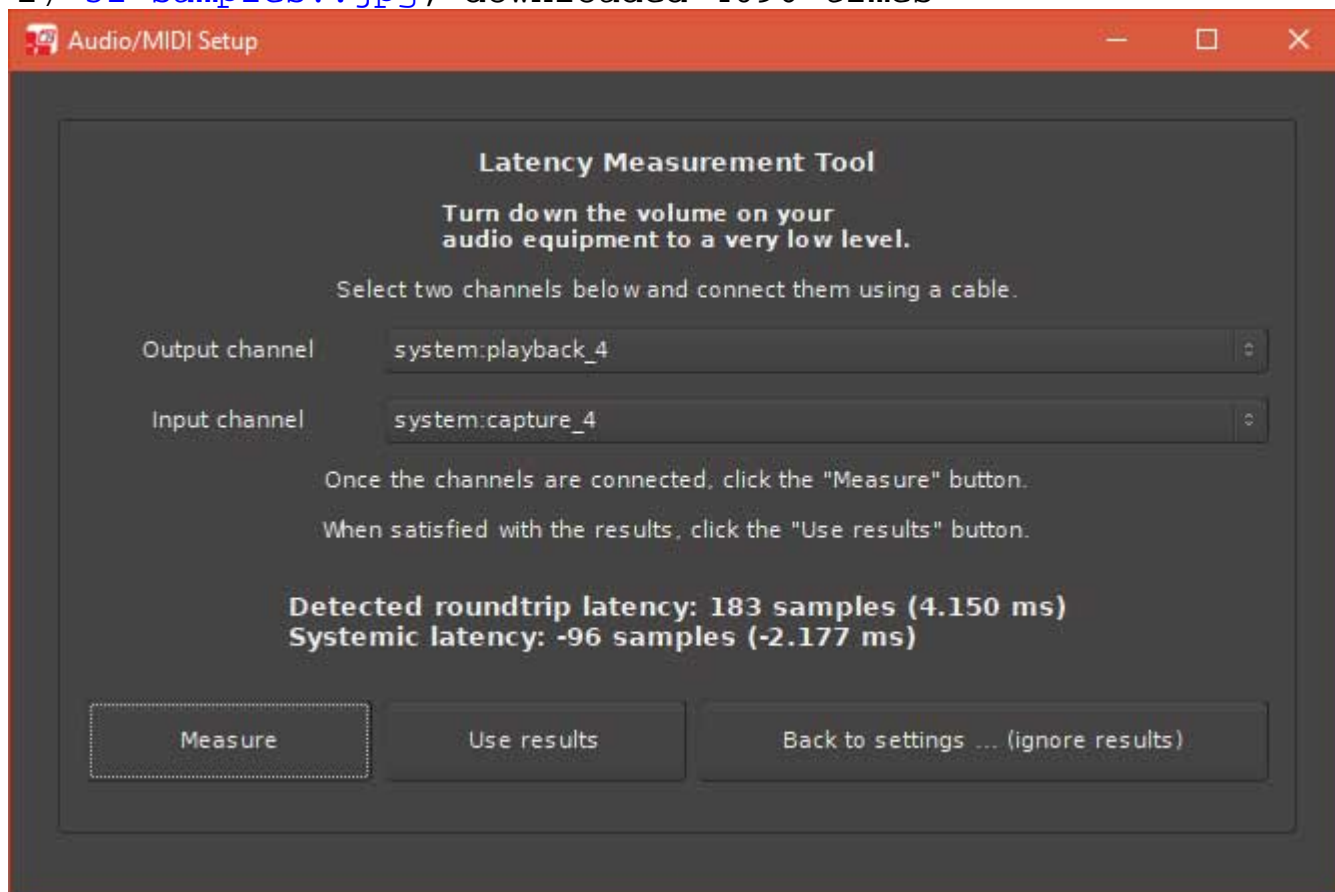 downloaded 4096 times
Audio/MIDI Setup
Latency Measurement Tool
Turn down the volume on your
audio equipment to a very low level.
Select two channels below and connect them using a cable.
Output channel system:playback_4
Input channel system:capture_4
Once the channels are connected, click the "Measure" button.
When satisfied with the results, click the "Use results" button.
Detected roundtrip latency: 183 samples (4.150 ms)
Systemic latency: -96 samples (-2.177 ms)
Measure Use results Back to settings ... (ignore results)